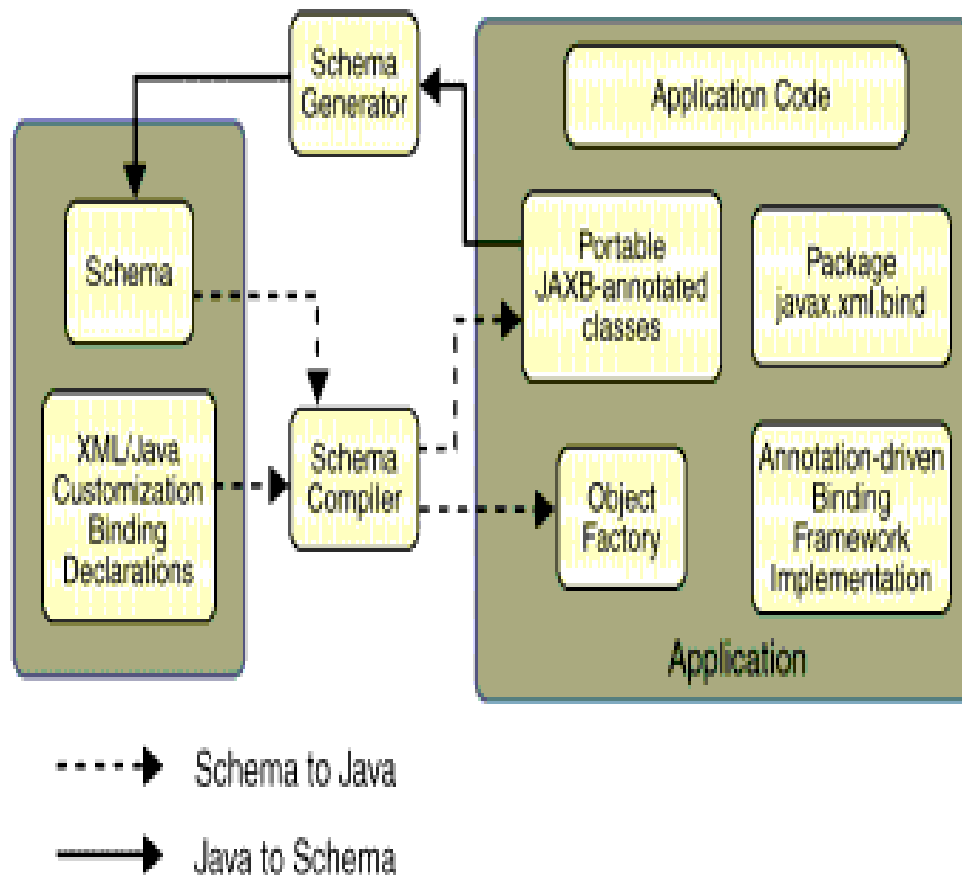 Schema
Generator
Application Code
Schema
Portable
JAXB-annotated
classes
Package
javax.xml.bind
XML/Java
Customization
Binding
Declarations
Schema
Compiler
Object
Factory
Annotation-driven
Binding
Framework
Implementation
Application
Schema to Java
Java to Schema